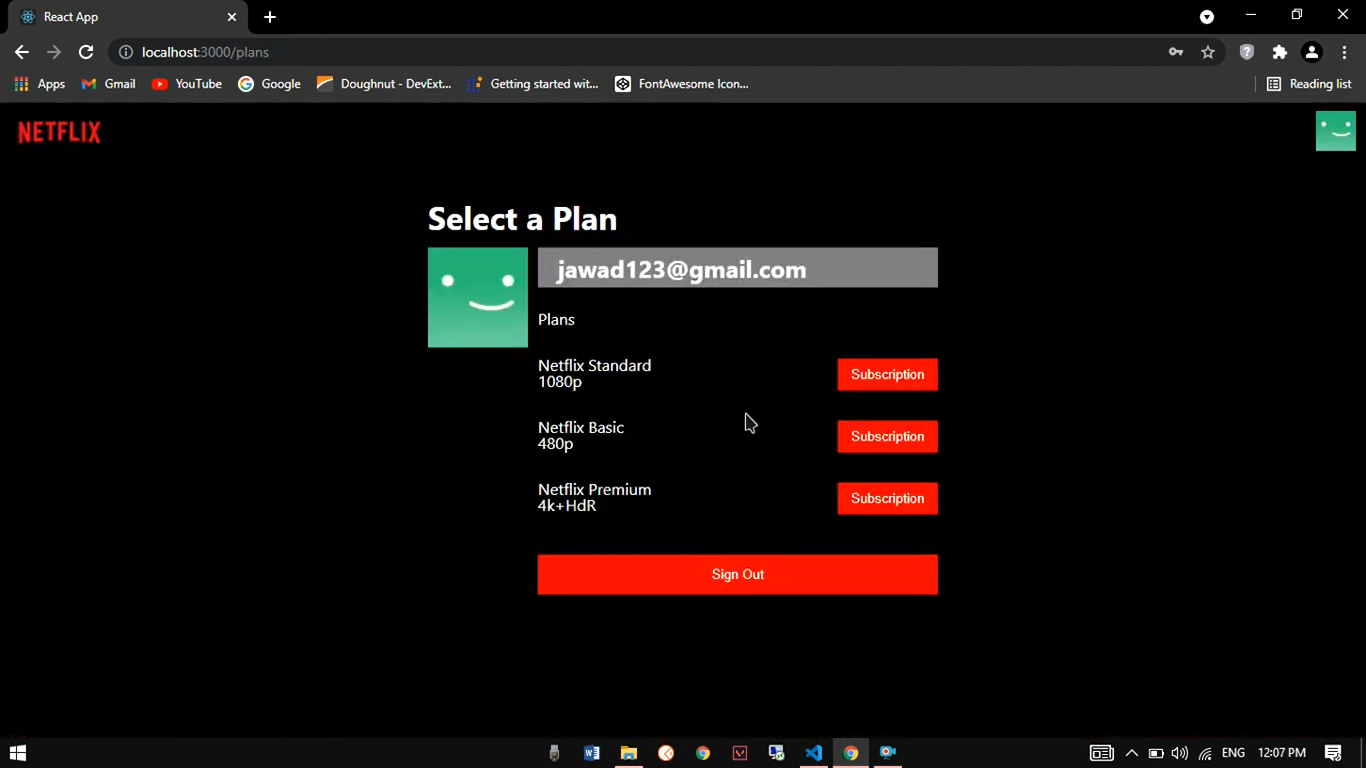 React App
localhost:3000/plans
Apps Gmail YouTube Google Doughnut - DevExt... Getting started wit... FontAwesome Icon... Reading list
NETFLIX
Select a Plan
jawad123@gmail.com
Plans
Netflix Standard
1080p
Subscription
Netflix Basic
480p
Subscription
Netflix Premium
4k+HdR
Subscription
Sign Out
ENG 12:07 PM